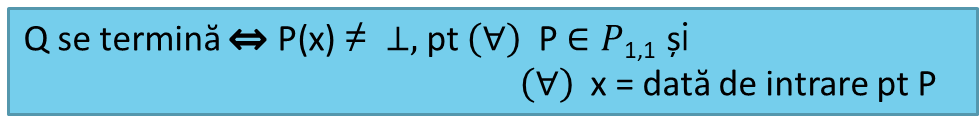 Q se termină ⇔ P(x) ≠ ⊥, pt (∀) P ∈ P₁,₁ și
(∀) x = dată de intrare pt P